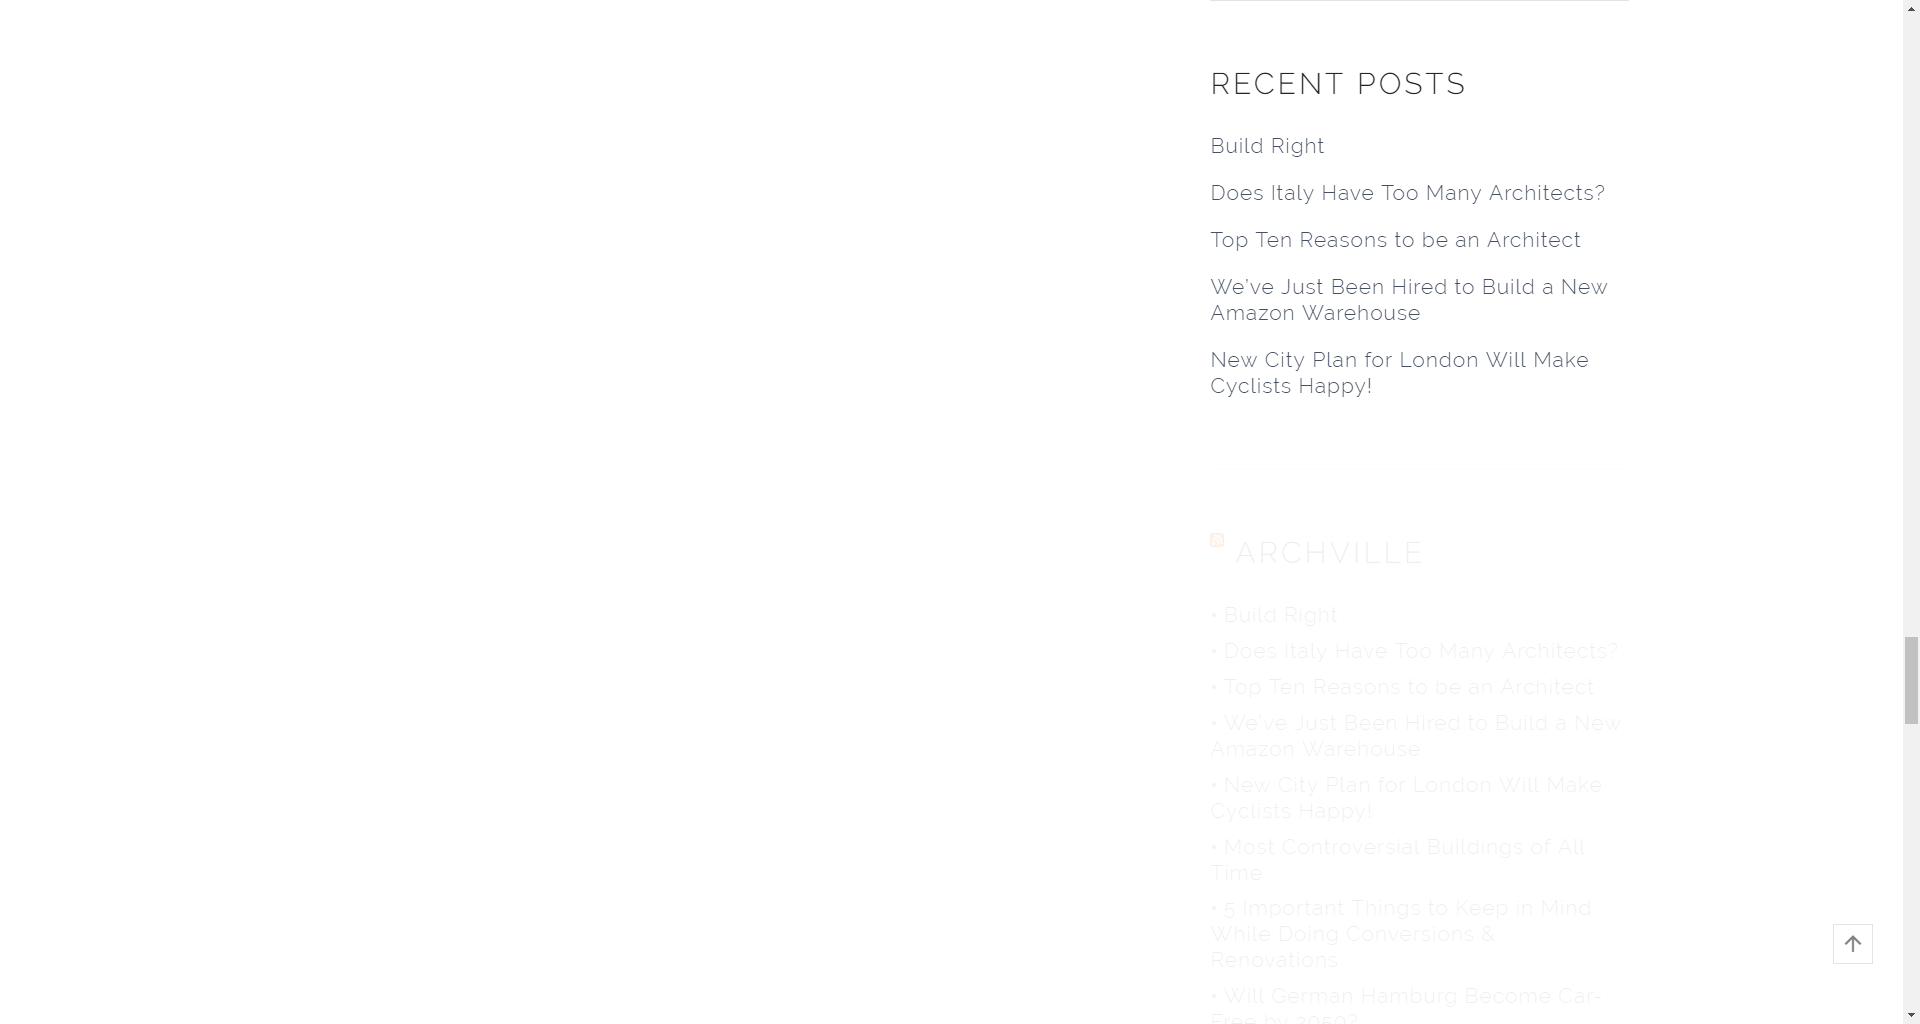 RECENT POSTS
Build Right
Does Italy Have Too Many Architects?
Top Ten Reasons to be an Architect
We've Just Been Hired to Build a New
Amazon Warehouse
New City Plan for London Will Make
Cyclists Happy!
ARCHVILLE
• Build Right
• Does Italy Have Too Many Architects?
• Top Ten Reasons to be an Architect
• We've Just Been Hired to Build a New
Amazon Warehouse
• New City Plan for London Will Make
Cyclists Happy!
• Most Controversial Buildings of All
Time
• 5 Important Things to Keep in Mind
While Doing Conversions &
Renovations
• Will German Hamburg Become Car-
Free by 2050?